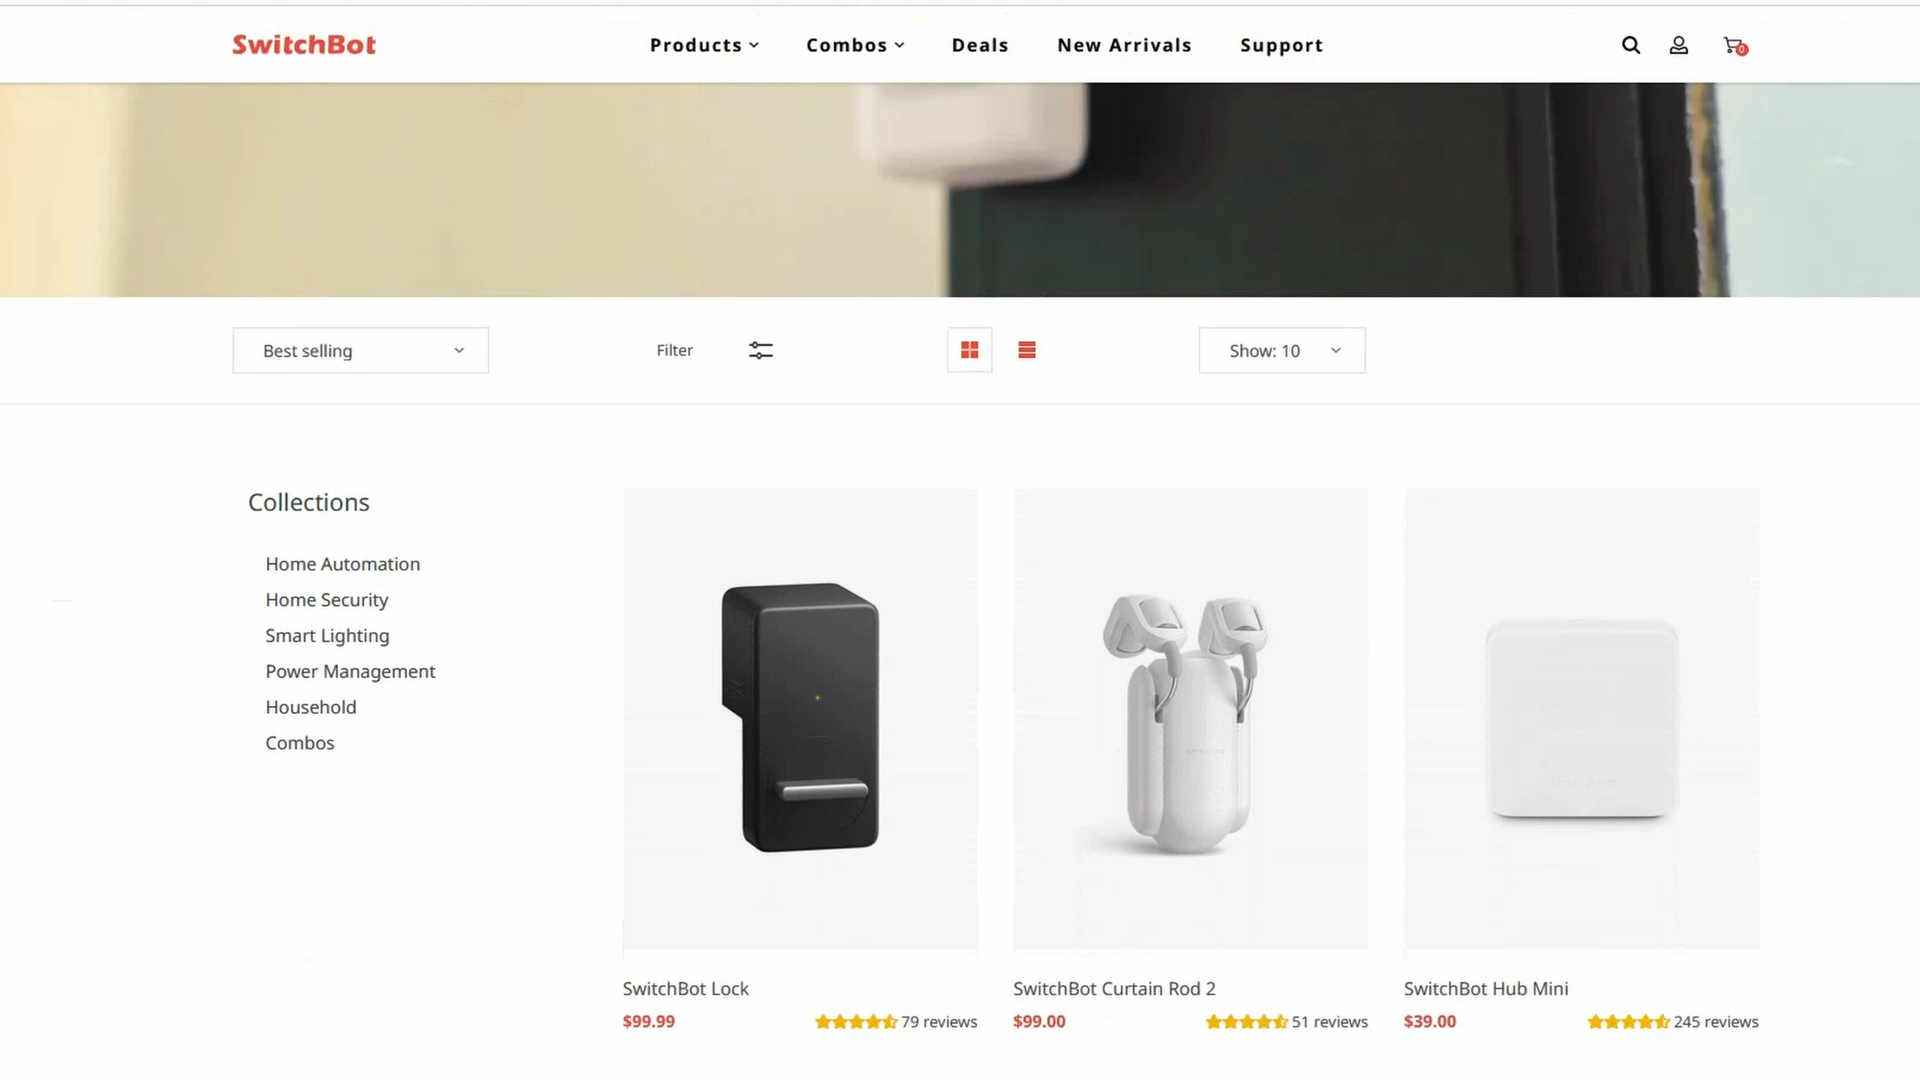 SwitchBot
Products
Combos
Deals
New Arrivals
Support
0
Best selling
Filter
Show: 10
Collections
Home Automation
Home Security
Smart Lighting
Power Management
Household
Combos
SwitchBot Lock
$99.99
79 reviews
SwitchBot Curtain Rod 2
$99.00
51 reviews
SwitchBot Hub Mini
$39.00
245 reviews